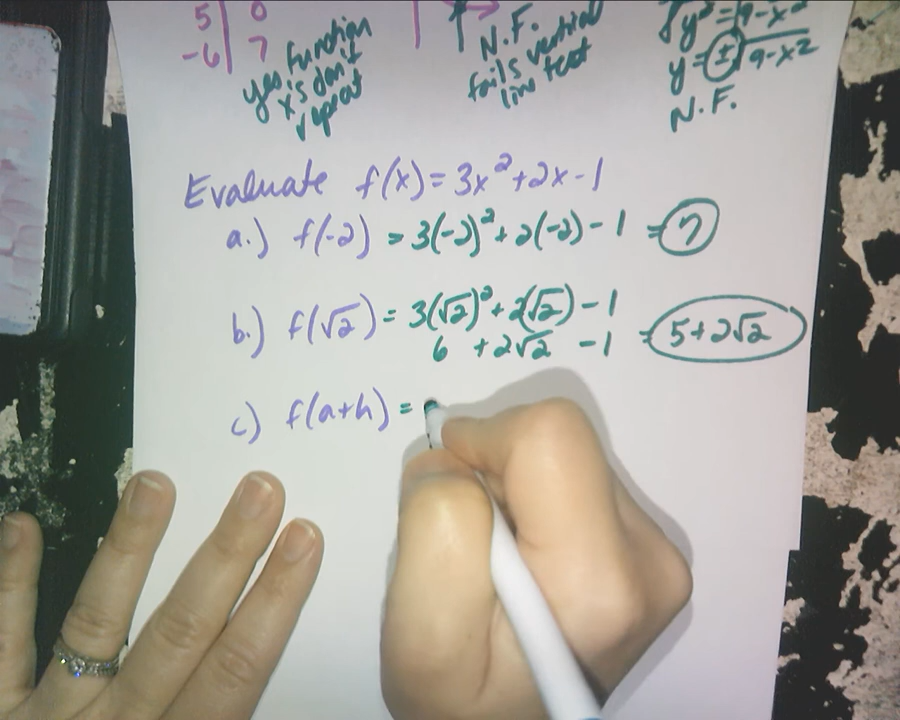 5 | 0
-6 | 7
yes function
x's don't
repeat
N.F.
fails vertical
line test
√y² = √9-x²
y = ± √9-x²
N.F.
Evaluate f(x) = 3x² + 2x - 1
a.) f(-2) = 3(-2)² + 2(-2) - 1 = 7
b.) f(√2) = 3(√2)² + 2(√2) - 1
6 + 2√2 - 1 = 5 + 2√2
c) f(a+h) =